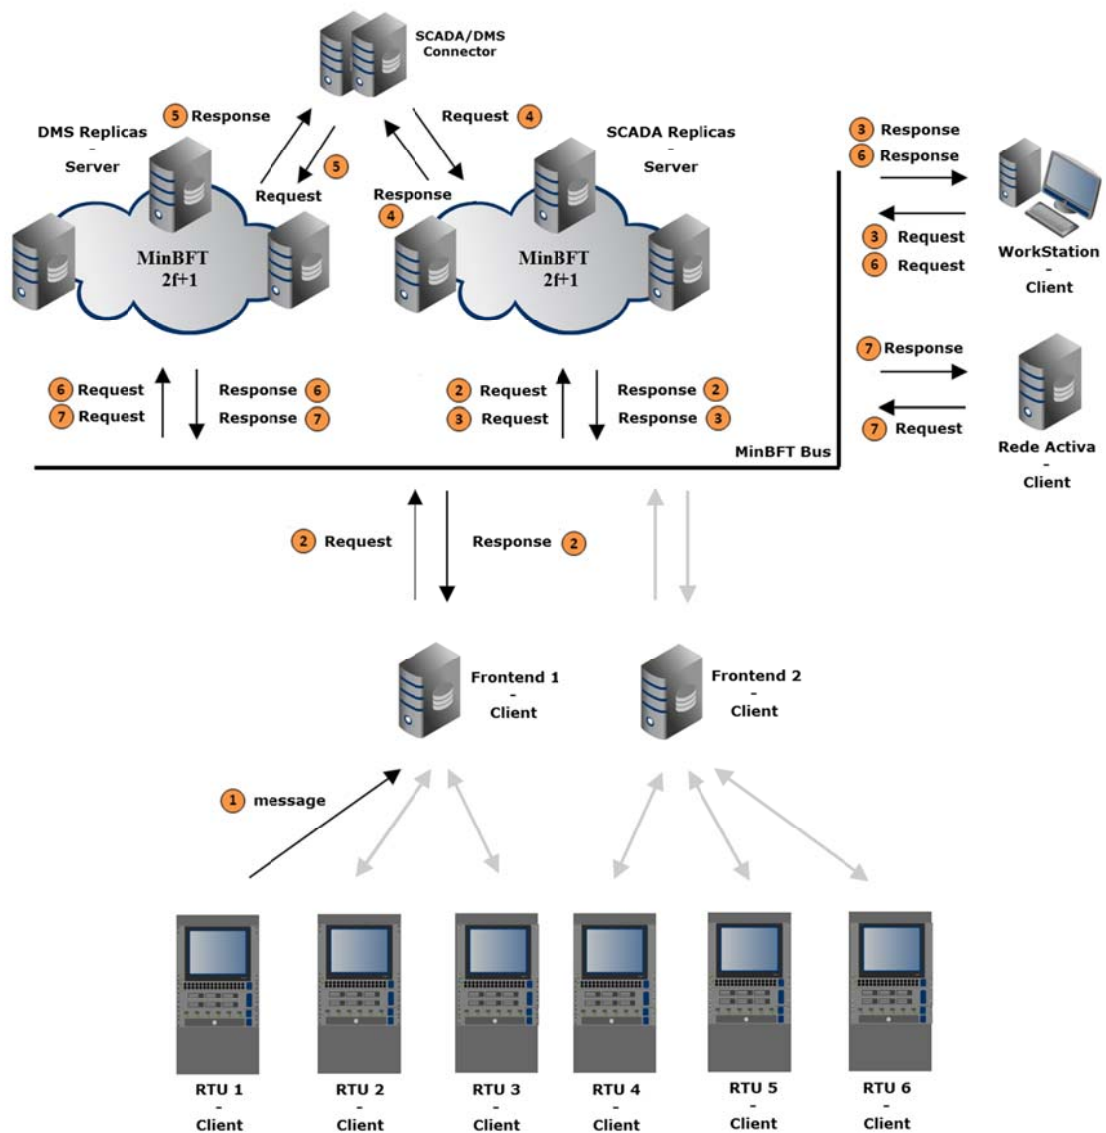 SCADA/DMS
Connector
5 Response
Request 4
DMS Replicas
-
Server
SCADA Replicas
-
Server
5
Request
Response
4
MinBFT
2f+1
MinBFT
2f+1
3 Response
6 Response
3 Request
6 Request
WorkStation
-
Client
6 Request
7 Request
Response 6
Response 7
2 Request
3 Request
Response 2
Response 3
7 Response
7 Request
Rede Activa
-
Client
MinBFT Bus
2 Request
Response 2
Frontend 1
-
Client
Frontend 2
-
Client
1 message
RTU 1
-
Client
RTU 2
-
Client
RTU 3
-
Client
RTU 4
-
Client
RTU 5
-
Client
RTU 6
-
Client